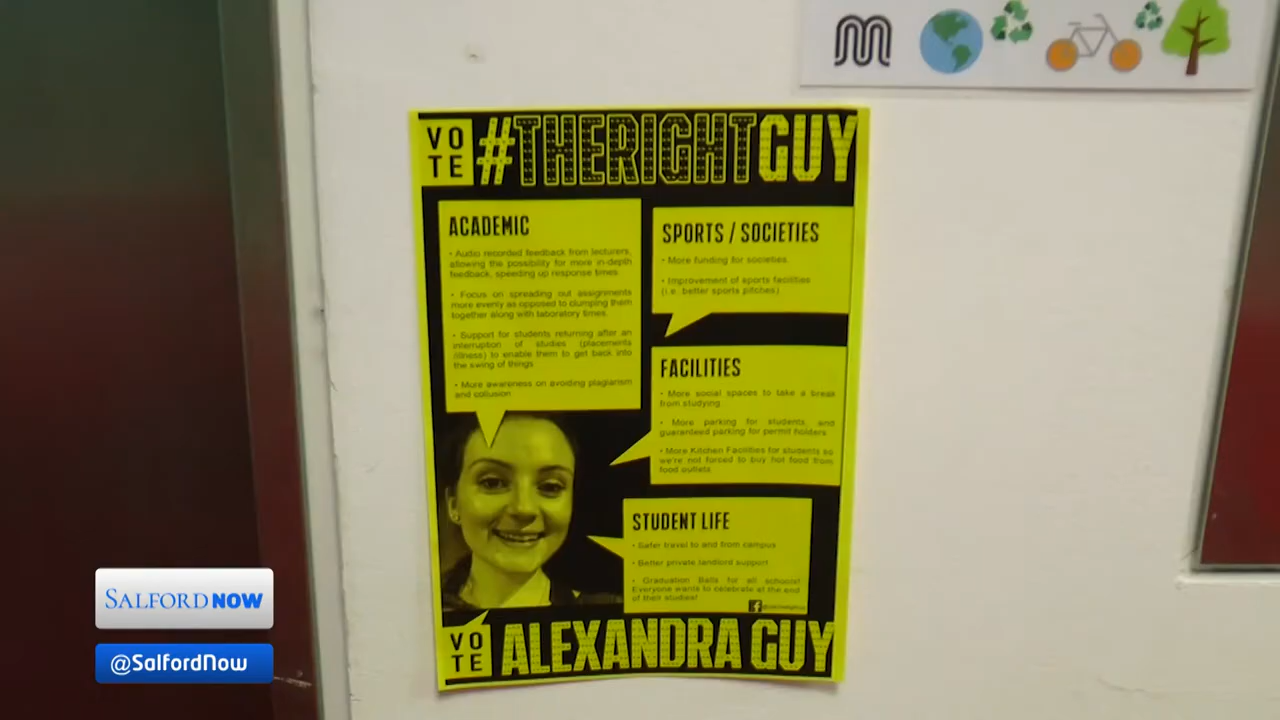 VO
TE
#THERIGHTGUY
ACADEMIC
• Audio recorded feedback from lecturers,
allowing the possibility for more in-depth
feedback, speeding up response times.
• Focus on spreading out assignments
more evenly as opposed to clumping them
together along with laboratory times.
• Support for students returning after an
interruption of studies (placements
/illness) to enable them to get back into
the swing of things
• More awareness on avoiding plagiarism
and collusion
SPORTS / SOCIETIES
• More funding for societies.
• Improvement of sports facilities
(i.e. better sports pitches)
FACILITIES
• More social spaces to take a break
from studying.
• More parking for students, and
guaranteed parking for permit holders
• More Kitchen Facilities for students so
we're not forced to buy hot food from
food outlets.
STUDENT LIFE
• Safer travel to and from campus
• Better private landlord support
• Graduation Balls for all schools!
Everyone wants to celebrate at the end
of their studies!
VO
TE
ALEXANDRA GUY
SALFORD NOW
@SalfordNow